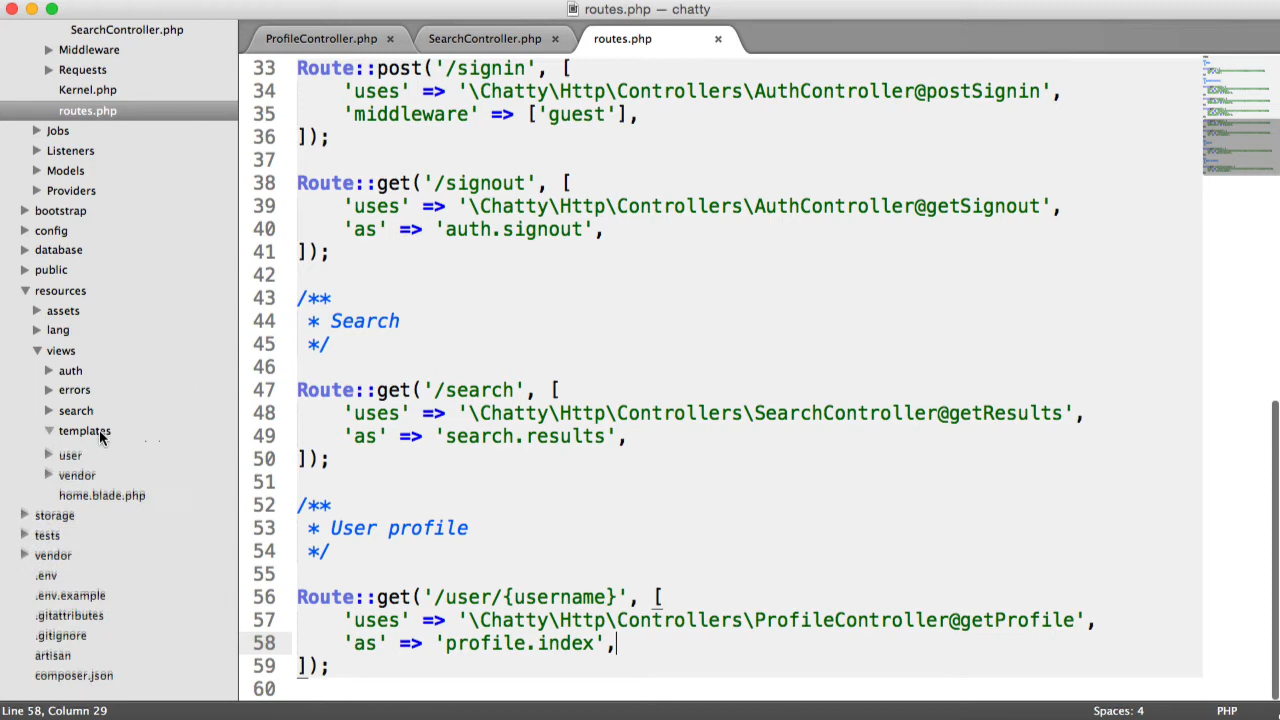 routes.php — chatty
SearchController.php
Middleware
Requests
Kernel.php
routes.php
Jobs
Listeners
Models
Providers
bootstrap
config
database
public
resources
assets
lang
views
auth
errors
search
templates
user
vendor
home.blade.php
storage
tests
vendor
.env
.env.example
.gitattributes
.gitignore
artisan
composer.json
ProfileController.php × SearchController.php × routes.php ×
33 Route::post('/signin', [
34     'uses' => '\Chatty\Http\Controllers\AuthController@postSignin',
35     'middleware' => ['guest'],
36 ]);
37
38 Route::get('/signout', [
39     'uses' => '\Chatty\Http\Controllers\AuthController@getSignout',
40     'as' => 'auth.signout',
41 ]);
42
43 /**
44  * Search
45  */
46
47 Route::get('/search', [
48     'uses' => '\Chatty\Http\Controllers\SearchController@getResults',
49     'as' => 'search.results',
50 ]);
51
52 /**
53  * User profile
54  */
55
56 Route::get('/user/{username}', [
57     'uses' => '\Chatty\Http\Controllers\ProfileController@getProfile',
58     'as' => 'profile.index',
59 ]);
60
Line 58, Column 29
Spaces: 4
PHP